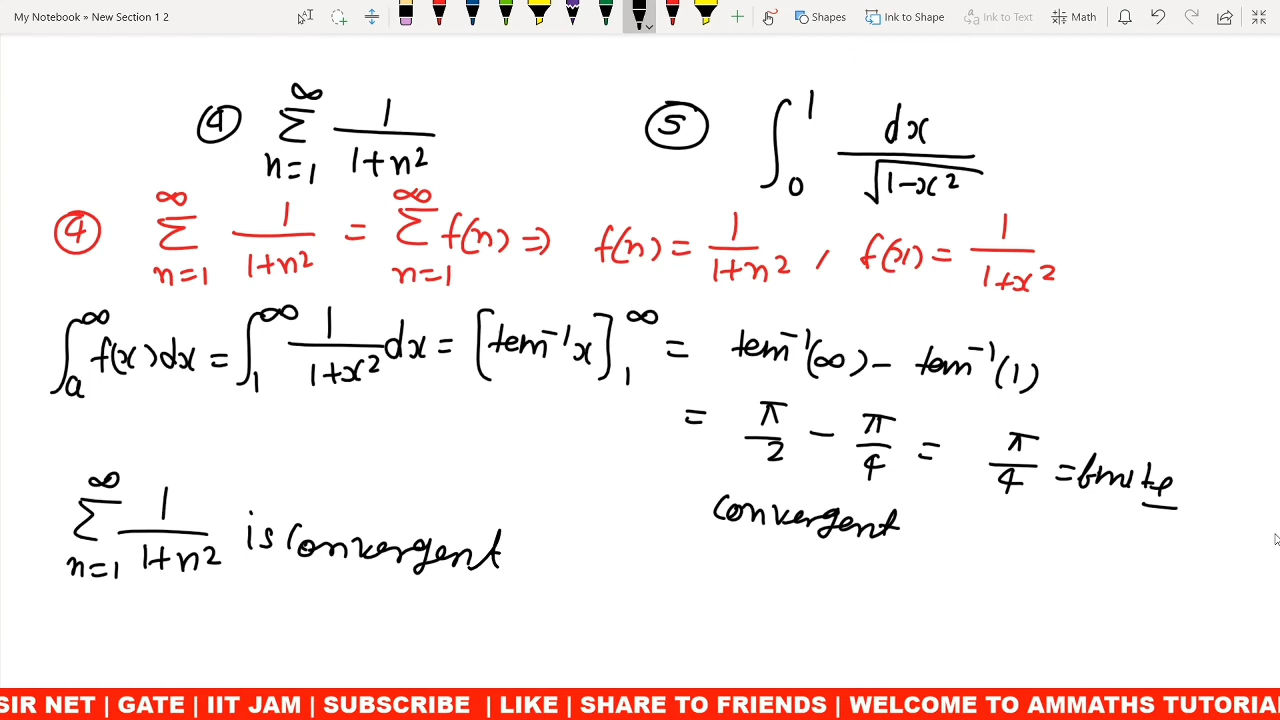 My Notebook » New Section 1 2
Shapes Ink to Shape Ink to Text Math
④ ∑_{n=1}^{∞} 1/(1+n²) ⑤ ∫_0^1 dx/√(1-x²)
④ ∑_{n=1}^{∞} 1/(1+n²) = ∑_{n=1}^{∞} f(n) ⇒ f(n) = 1/(1+n²) , f(x) = 1/(1+x²)
∫_a^∞ f(x)dx = ∫_1^∞ 1/(1+x²) dx = [tan⁻¹x]_1^∞ = tan⁻¹(∞) - tan⁻¹(1)
= π/2 - π/4 = π/4 = finite
convergent
∑_{n=1}^{∞} 1/(1+n²) is convergent
SIR NET | GATE | IIT JAM | SUBSCRIBE | LIKE | SHARE TO FRIENDS | WELCOME TO AMMATHS TUTORIA